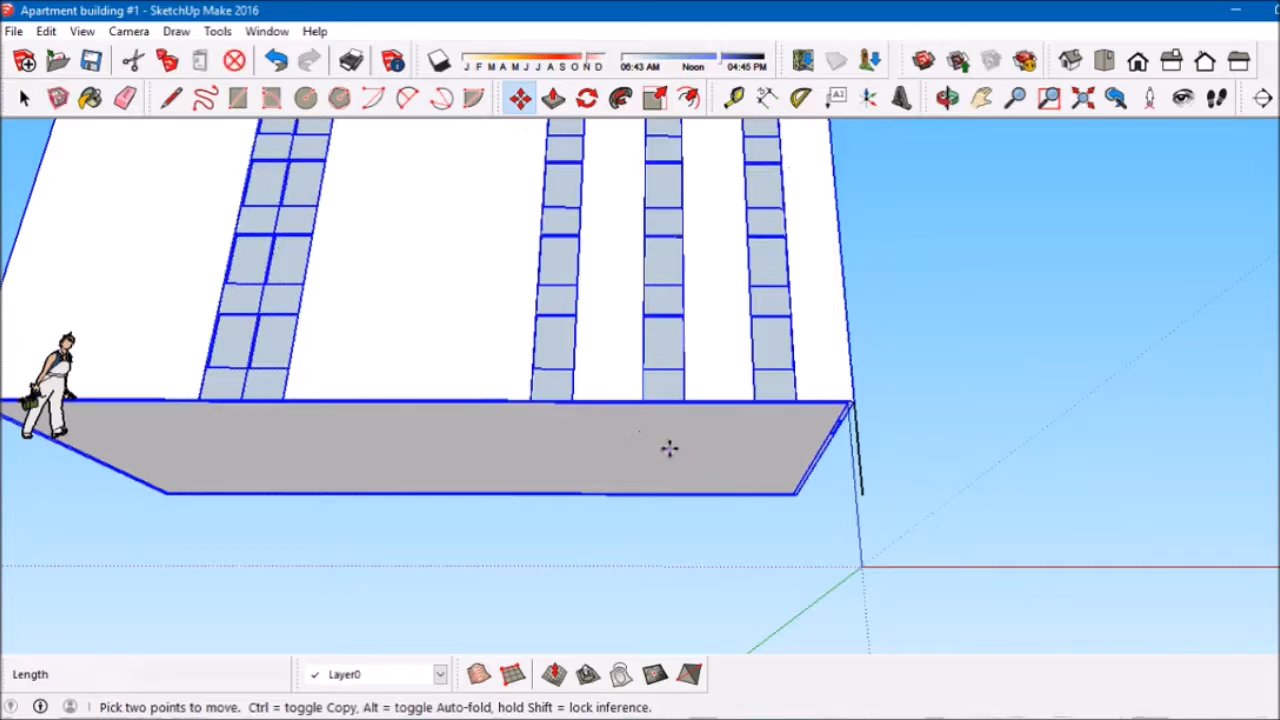 Apartment building #1 - SketchUp Make 2016
File Edit View Camera Draw Tools Window Help
J F M A M J J A S O N D 06:43 AM Noon 04:45 PM
A1
Length
✓ Layer0
Pick two points to move. Ctrl = toggle Copy, Alt = toggle Auto-fold, hold Shift = lock inference.